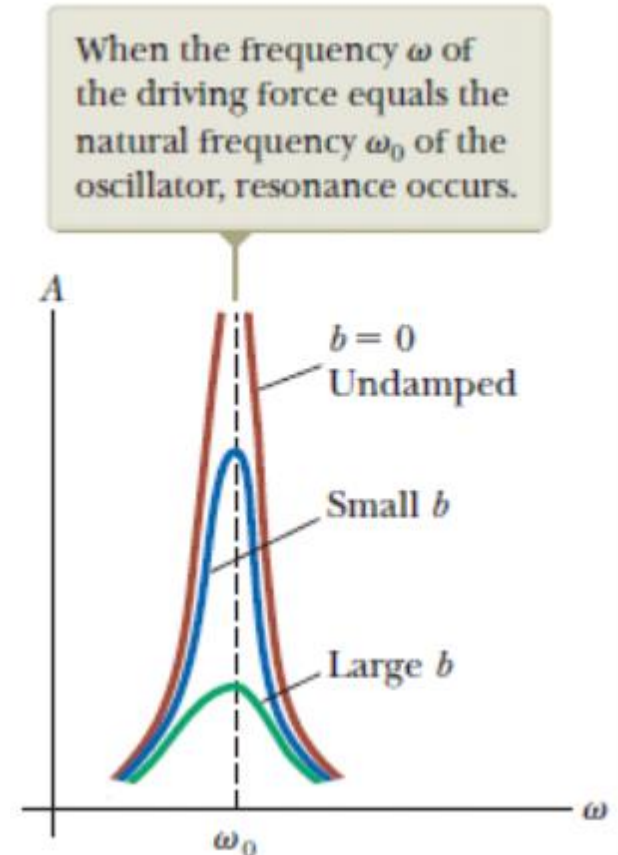 When the frequency ω of
the driving force equals the
natural frequency ω₀ of the
oscillator, resonance occurs.
A
b = 0
Undamped
Small b
Large b
ω
ω₀